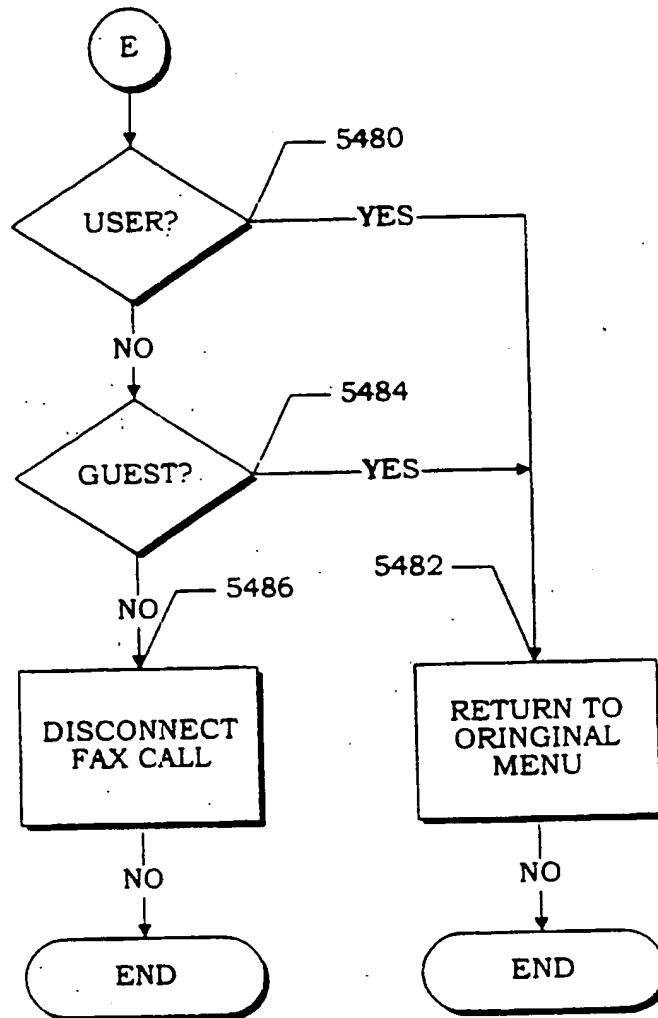 E
5480
USER?
YES
NO
5484
GUEST?
YES
5482
NO
5486
DISCONNECT
FAX CALL
RETURN TO
ORINGINAL
MENU
NO
NO
END
END